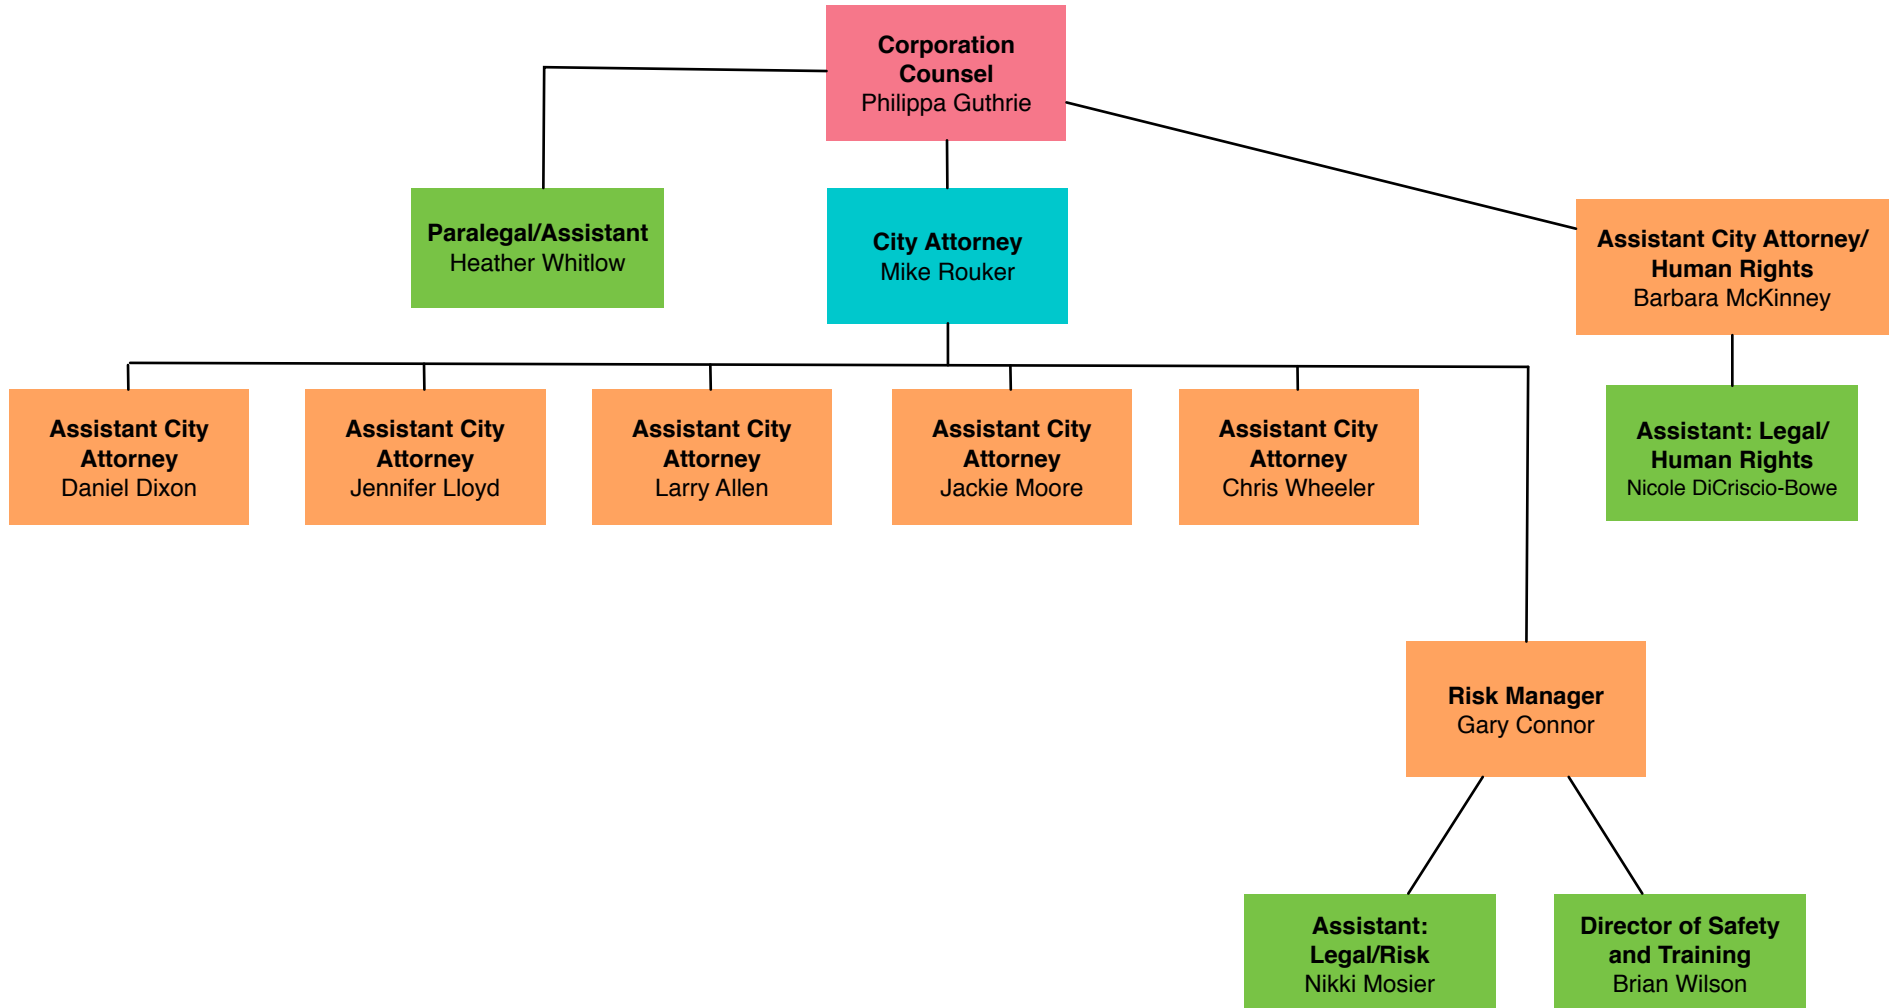 Corporation
Counsel
Philippa Guthrie
Paralegal/Assistant
Heather Whitlow
City Attorney
Mike Rouker
Assistant City Attorney/
Human Rights
Barbara McKinney
Assistant City
Attorney
Daniel Dixon
Assistant City
Attorney
Jennifer Lloyd
Assistant City
Attorney
Larry Allen
Assistant City
Attorney
Jackie Moore
Assistant City
Attorney
Chris Wheeler
Assistant: Legal/
Human Rights
Nicole DiCriscio-Bowe
Risk Manager
Gary Connor
Assistant:
Legal/Risk
Nikki Mosier
Director of Safety
and Training
Brian Wilson